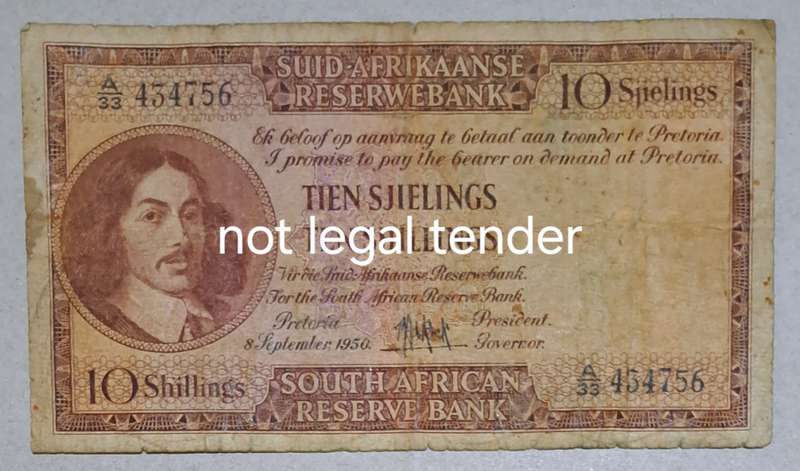 A/33 434756
SUID-AFRIKAANSE
RESERWEBANK
10 Sjielings
Ek beloof op aanvraag te betaal aan toonder te Pretoria.
I promise to pay the bearer on demand at Pretoria.
TIEN SJIELINGS
not legal tender
Vir die Suid-Afrikaanse Reserwebank.
For the South African Reserve Bank.
Pretoria
President.
8 September, 1950.
Governor.
10 Shillings
SOUTH AFRICAN
RESERVE BANK
A/33 434756